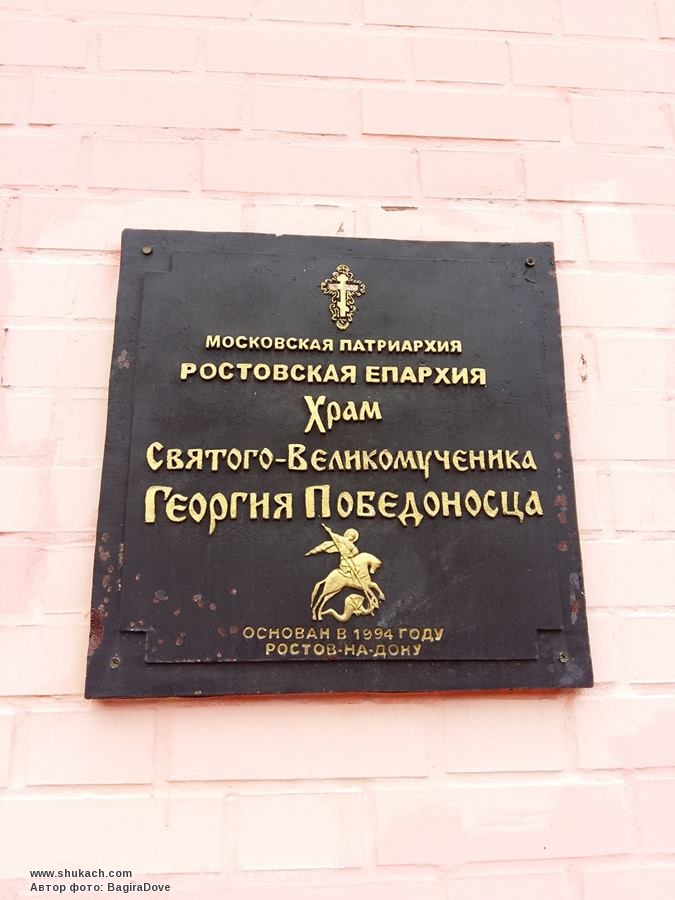 МОСКОВСКАЯ ПАТРИАРХИЯ
РОСТОВСКАЯ ЕПАРХИЯ
Храм
Святого-Великомученика
Георгия Победоносца
ОСНОВАН В 1994 ГОДУ
РОСТОВ-НА-ДОНУ
www.shukach.com
Автор фото: BagiraDove